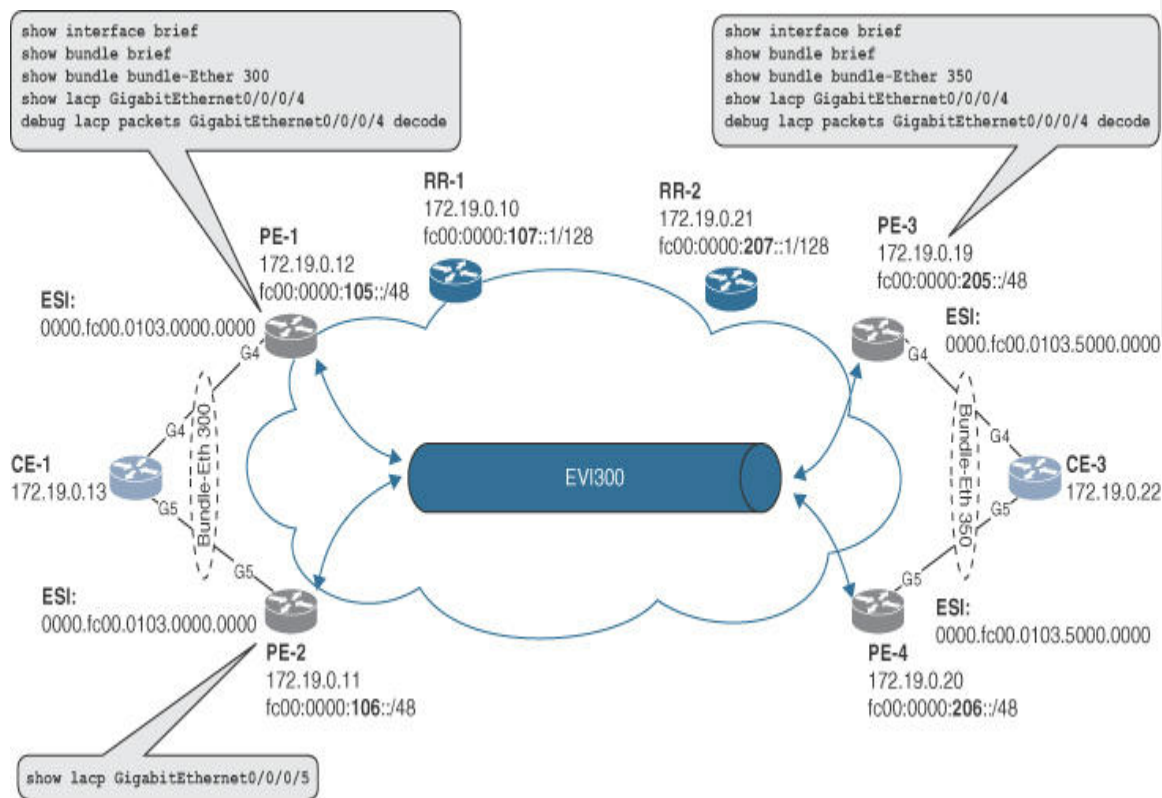 show interface brief
show bundle brief
show bundle bundle-Ether 300
show lacp GigabitEthernet0/0/0/4
debug lacp packets GigabitEthernet0/0/0/4 decode
show interface brief
show bundle brief
show bundle bundle-Ether 350
show lacp GigabitEthernet0/0/0/4
debug lacp packets GigabitEthernet0/0/0/4 decode
RR-1
172.19.0.10
fc00:0000:107::1/128
RR-2
172.19.0.21
fc00:0000:207::1/128
PE-1
172.19.0.12
fc00:0000:105::/48
PE-3
172.19.0.19
fc00:0000:205::/48
ESI:
0000.fc00.0103.0000.0000
ESI:
0000.fc00.0103.5000.0000
G4
G4
G4
G4
Bundle-Eth 300
Bundle-Eth 350
CE-1
172.19.0.13
EVI300
CE-3
172.19.0.22
G5
G5
G5
G5
ESI:
0000.fc00.0103.0000.0000
ESI:
0000.fc00.0103.5000.0000
PE-2
172.19.0.11
fc00:0000:106::/48
PE-4
172.19.0.20
fc00:0000:206::/48
show lacp GigabitEthernet0/0/0/5